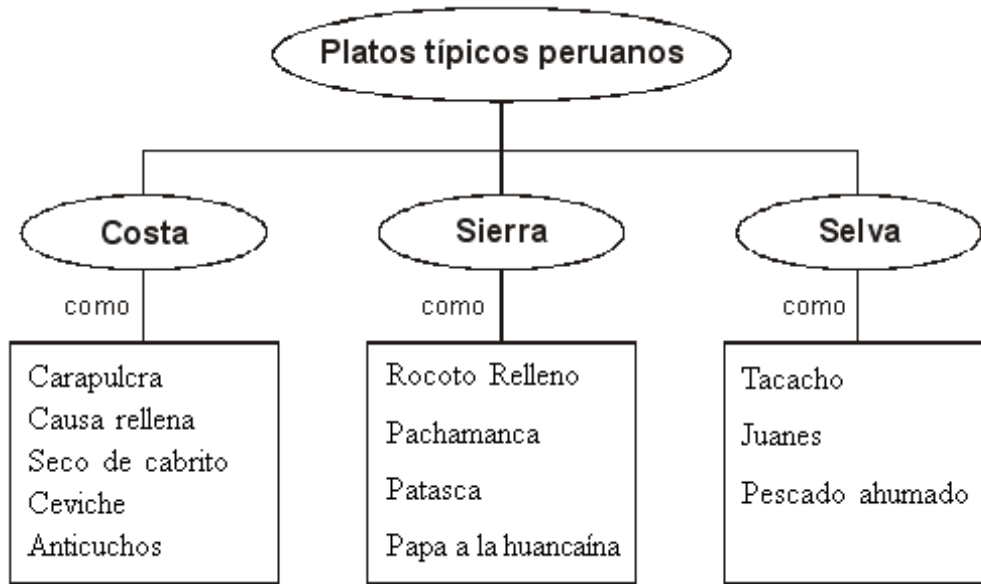 Platos típicos peruanos
Costa
Sierra
Selva
como
como
como
Carapulcra
Causa rellena
Seco de cabrito
Ceviche
Anticuchos
Rocoto Relleno
Pachamanca
Patasca
Papa a la huancaína
Tacacho
Juanes
Pescado ahumado